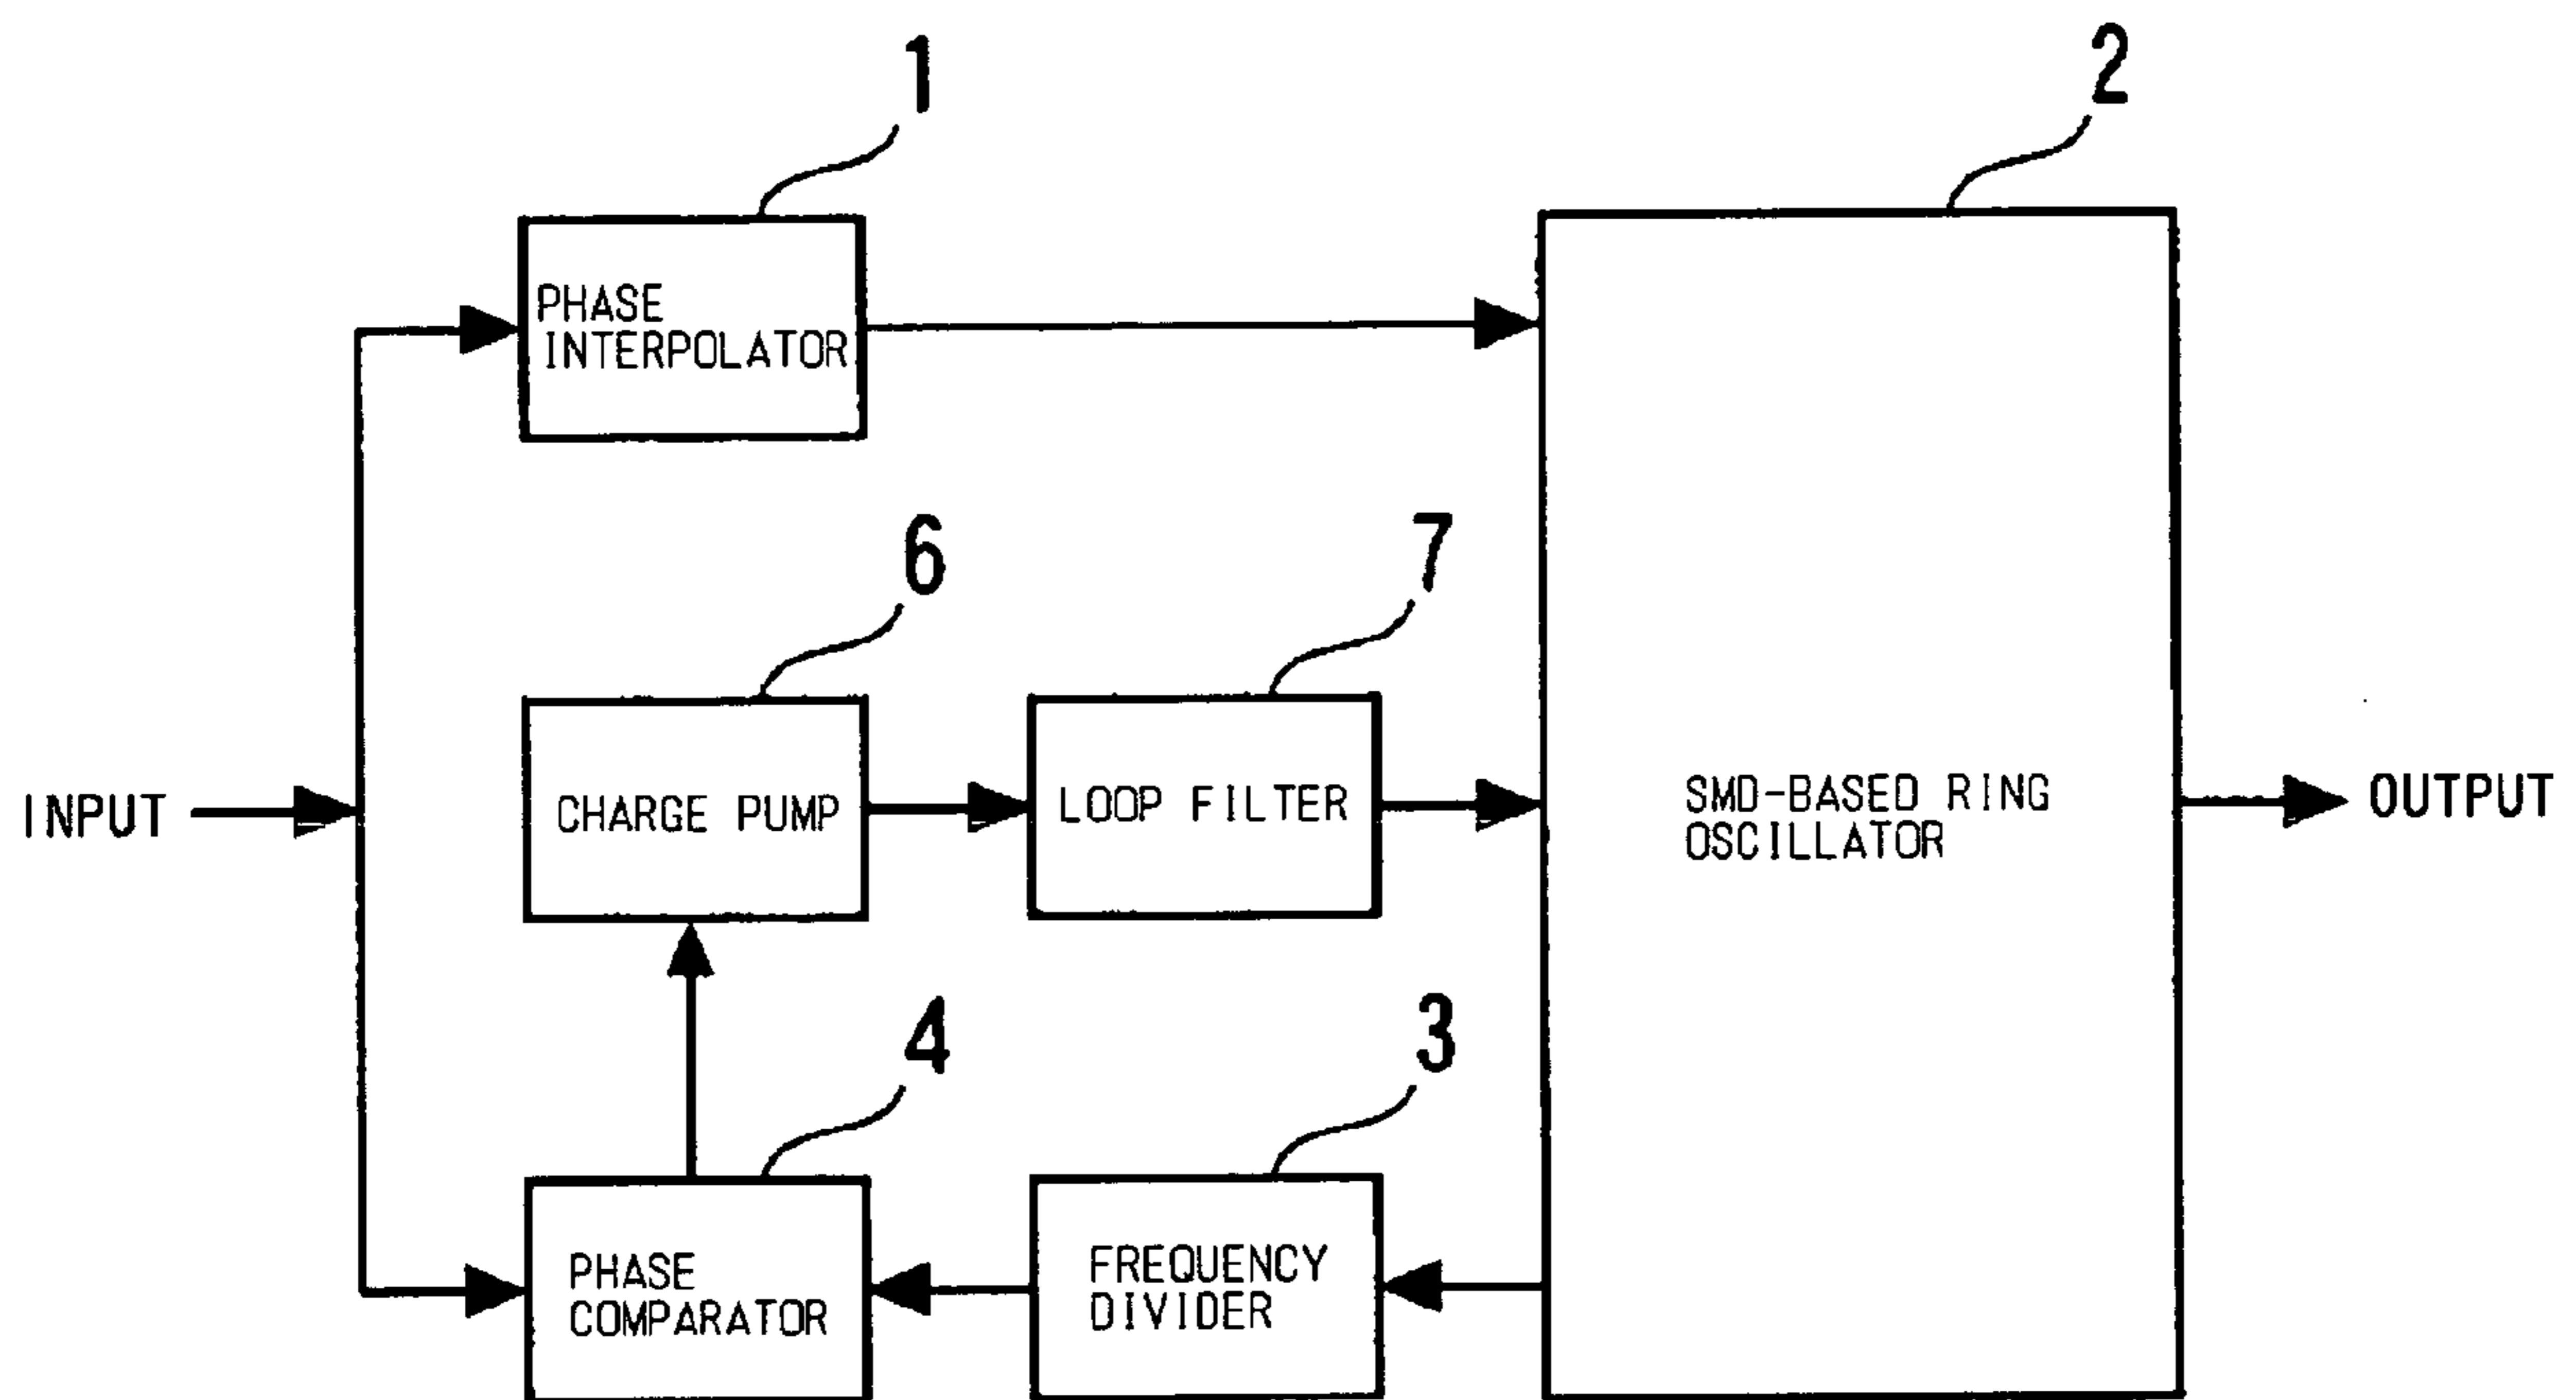 1
2
PHASE
INTERPOLATOR
6
7
INPUT
CHARGE PUMP
LOOP FILTER
SMD-BASED RING
OSCILLATOR
OUTPUT
4
3
PHASE
COMPARATOR
FREQUENCY
DIVIDER